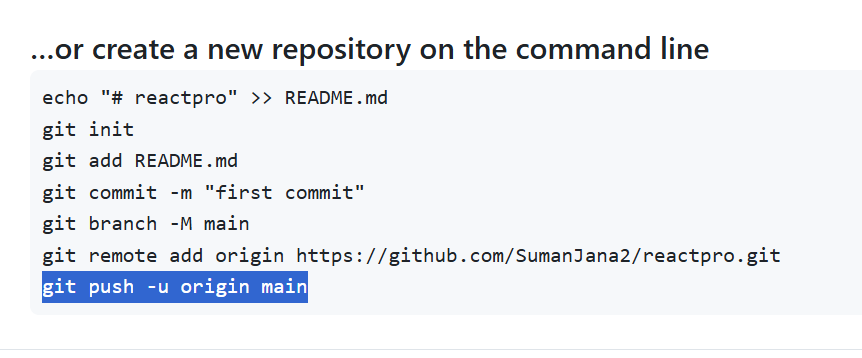 ...or create a new repository on the command line
echo "# reactpro" >> README.md
git init
git add README.md
git commit -m "first commit"
git branch -M main
git remote add origin https://github.com/SumanJana2/reactpro.git
git push -u origin main